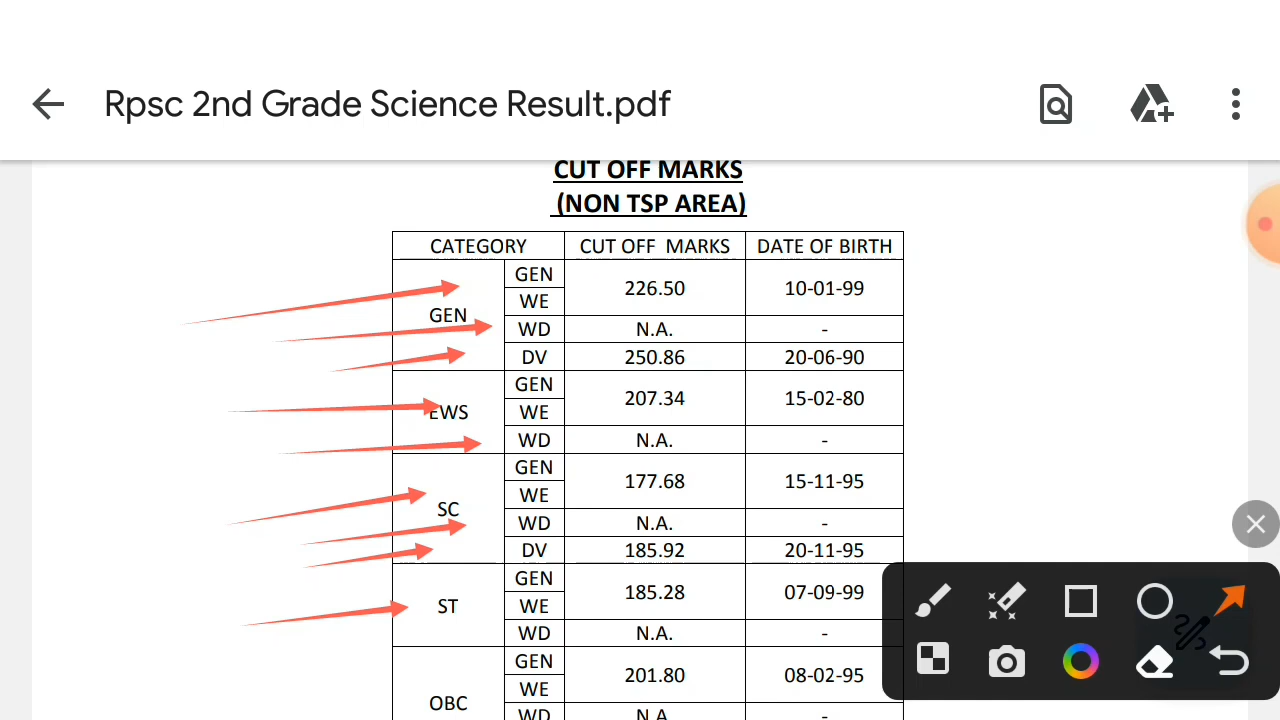 Rpsc 2nd Grade Science Result.pdf
CUT OFF MARKS
(NON TSP AREA)
CATEGORY CUT OFF MARKS DATE OF BIRTH
GEN GEN 226.50 10-01-99
WE
WD N.A. -
DV 250.86 20-06-90
EWS GEN 207.34 15-02-80
WE
WD N.A. -
SC GEN 177.68 15-11-95
WE
WD N.A. -
DV 185.92 20-11-95
ST GEN 185.28 07-09-99
WE
WD N.A. -
OBC GEN 201.80 08-02-95
WE
WD N.A. -